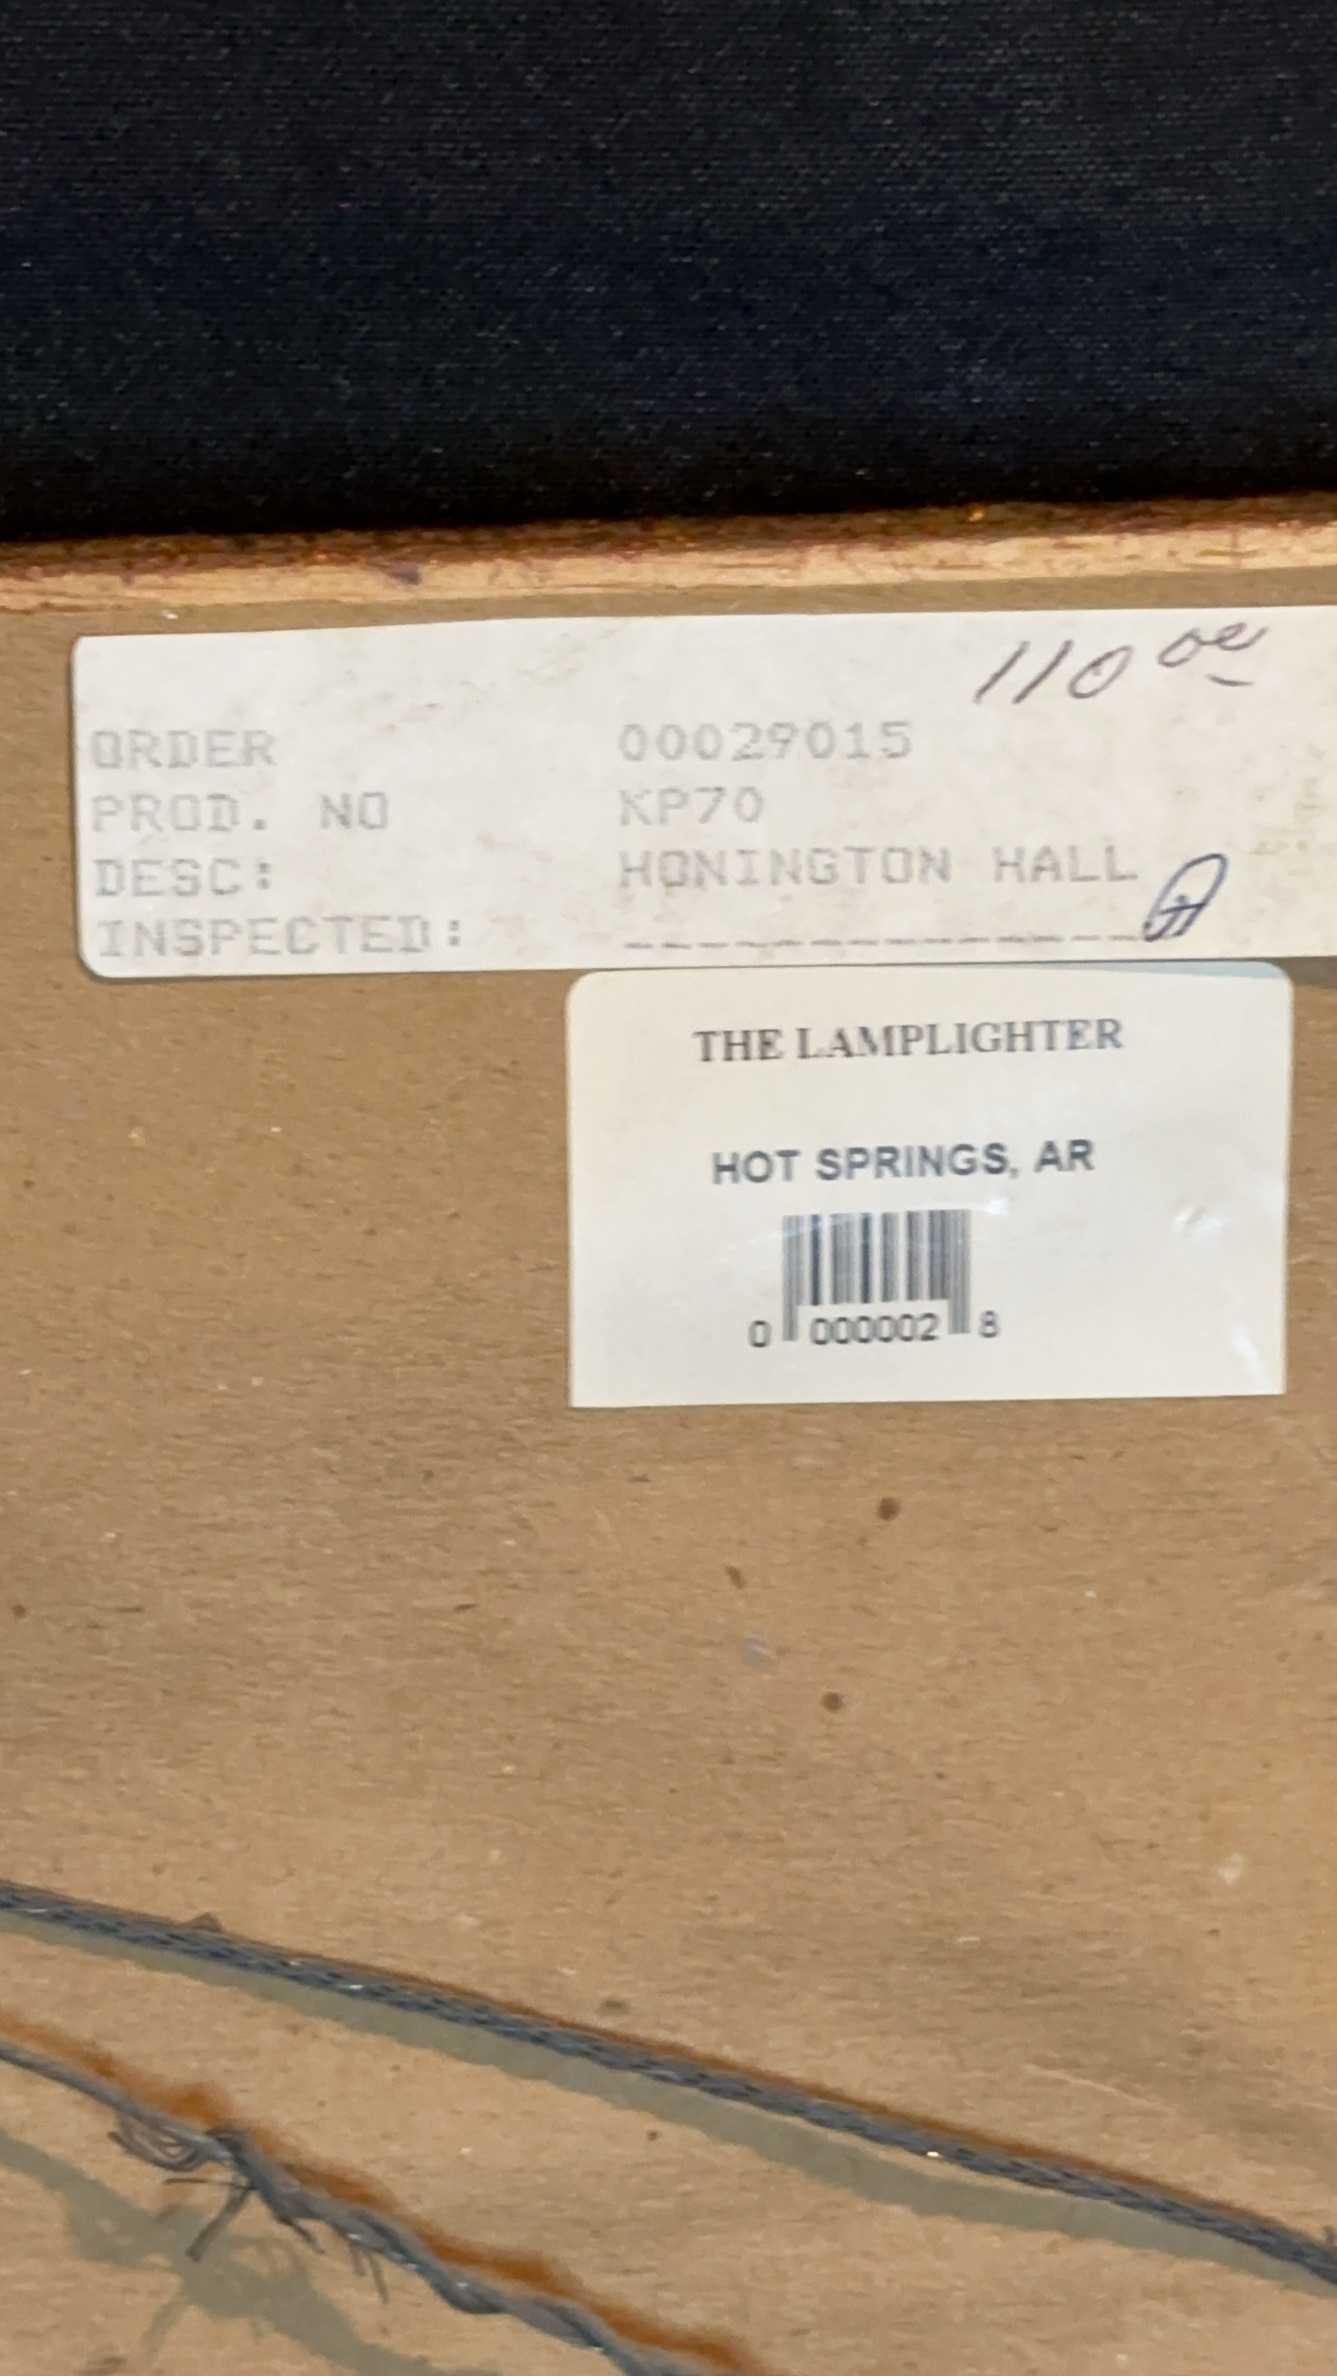 110 00
ORDER 00029015
PROD. NO KP70
DESC: HONINGTON HALL
INSPECTED: _______________
THE LAMPLIGHTER
HOT SPRINGS, AR
0 000002 8